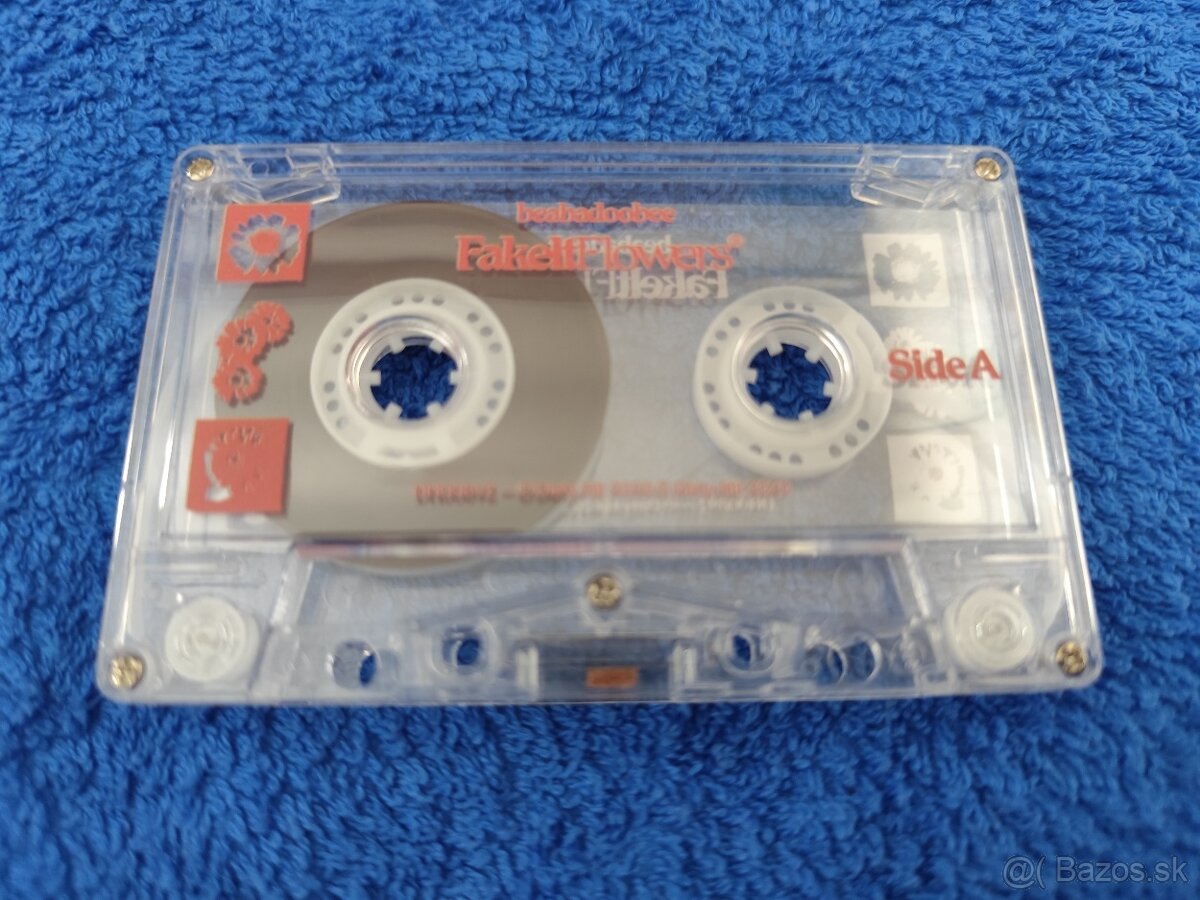 beabadoobee
FakeItFlowers®
Side A
@( Bazos.sk